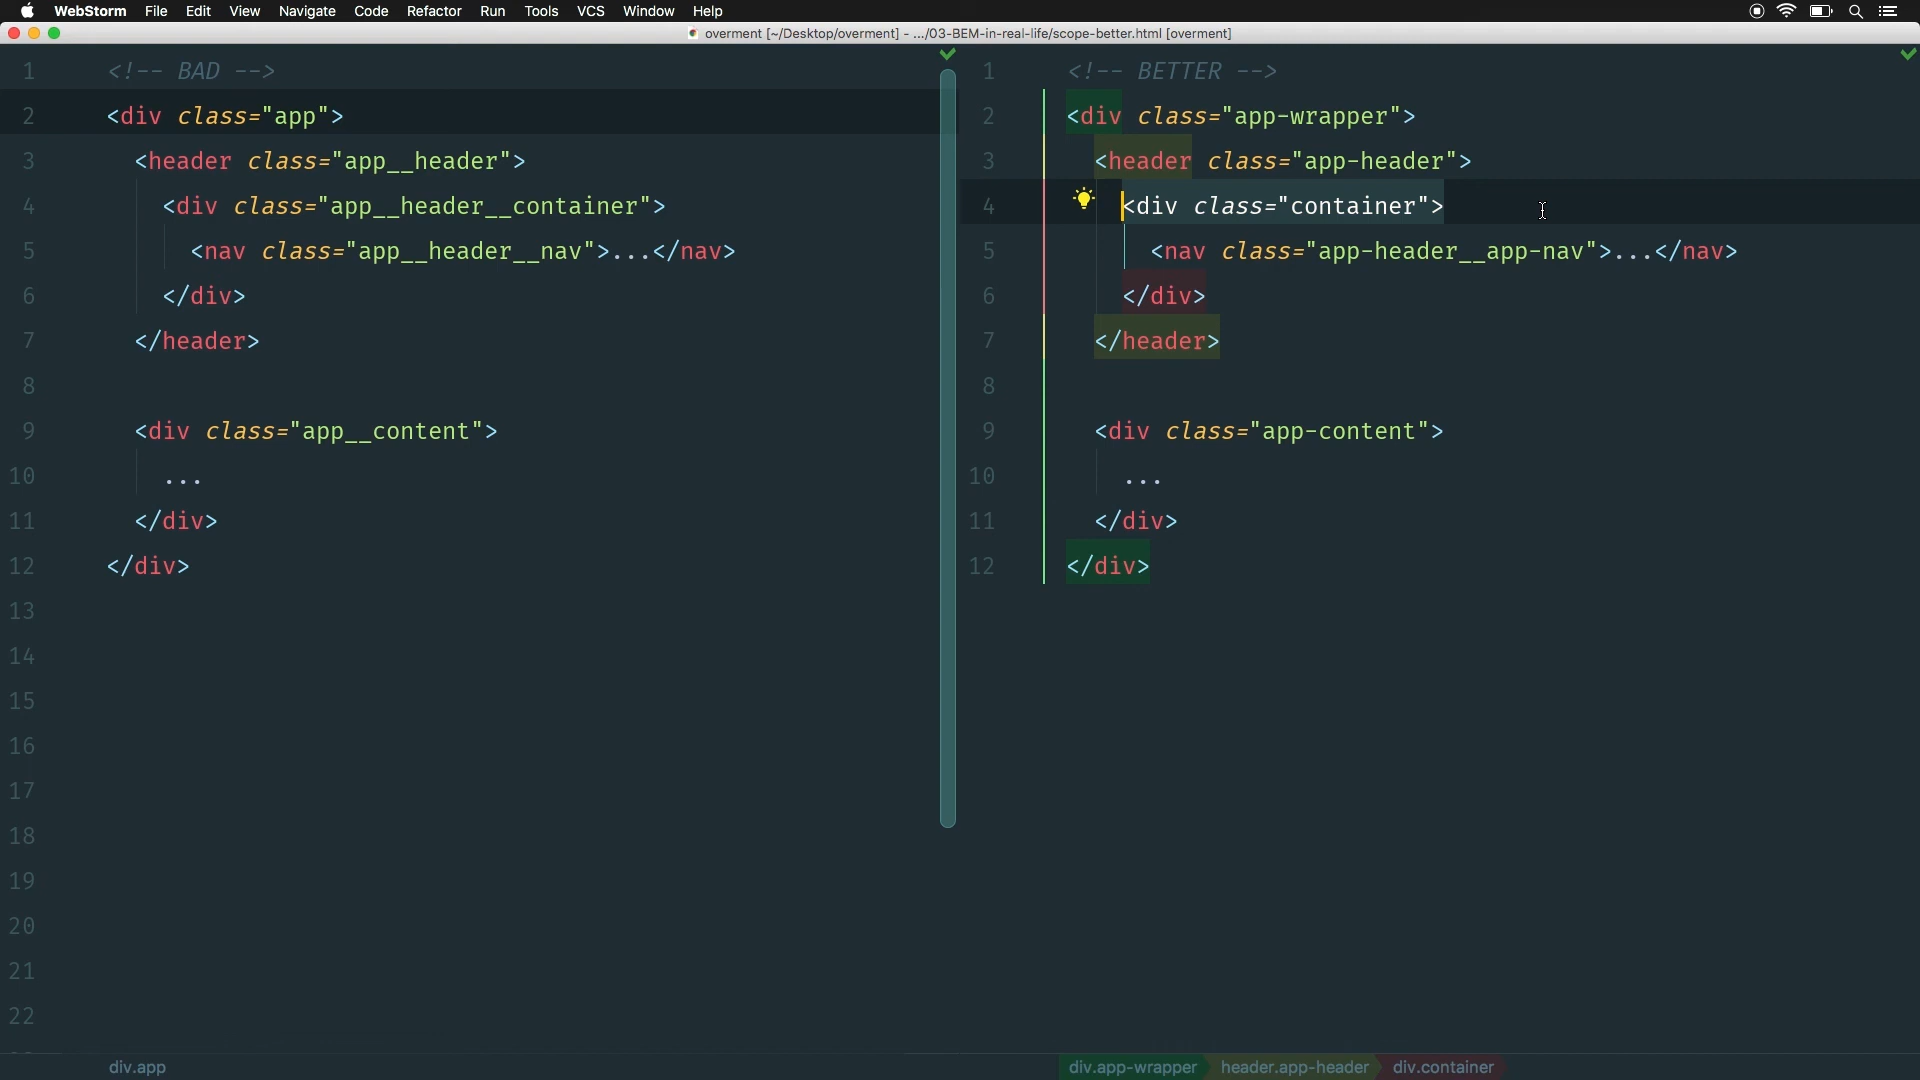 WebStorm File Edit View Navigate Code Refactor Run Tools VCS Window Help
overment [~/Desktop/overment] - .../03-BEM-in-real-life/scope-better.html [overment]
1 <!-- BAD -->
2 <div class="app">
3 <header class="app__header">
4 <div class="app__header__container">
5 <nav class="app__header__nav">...</nav>
6 </div>
7 </header>
8
9 <div class="app__content">
10 ...
11 </div>
12 </div>
13
14
15
16
17
18
19
20
21
22
div.app
1 <!-- BETTER -->
2 <div class="app-wrapper">
3 <header class="app-header">
4 <div class="container">
5 <nav class="app-header__app-nav">...</nav>
6 </div>
7 </header>
8
9 <div class="app-content">
10 ...
11 </div>
12 </div>
div.app-wrapper header.app-header div.container